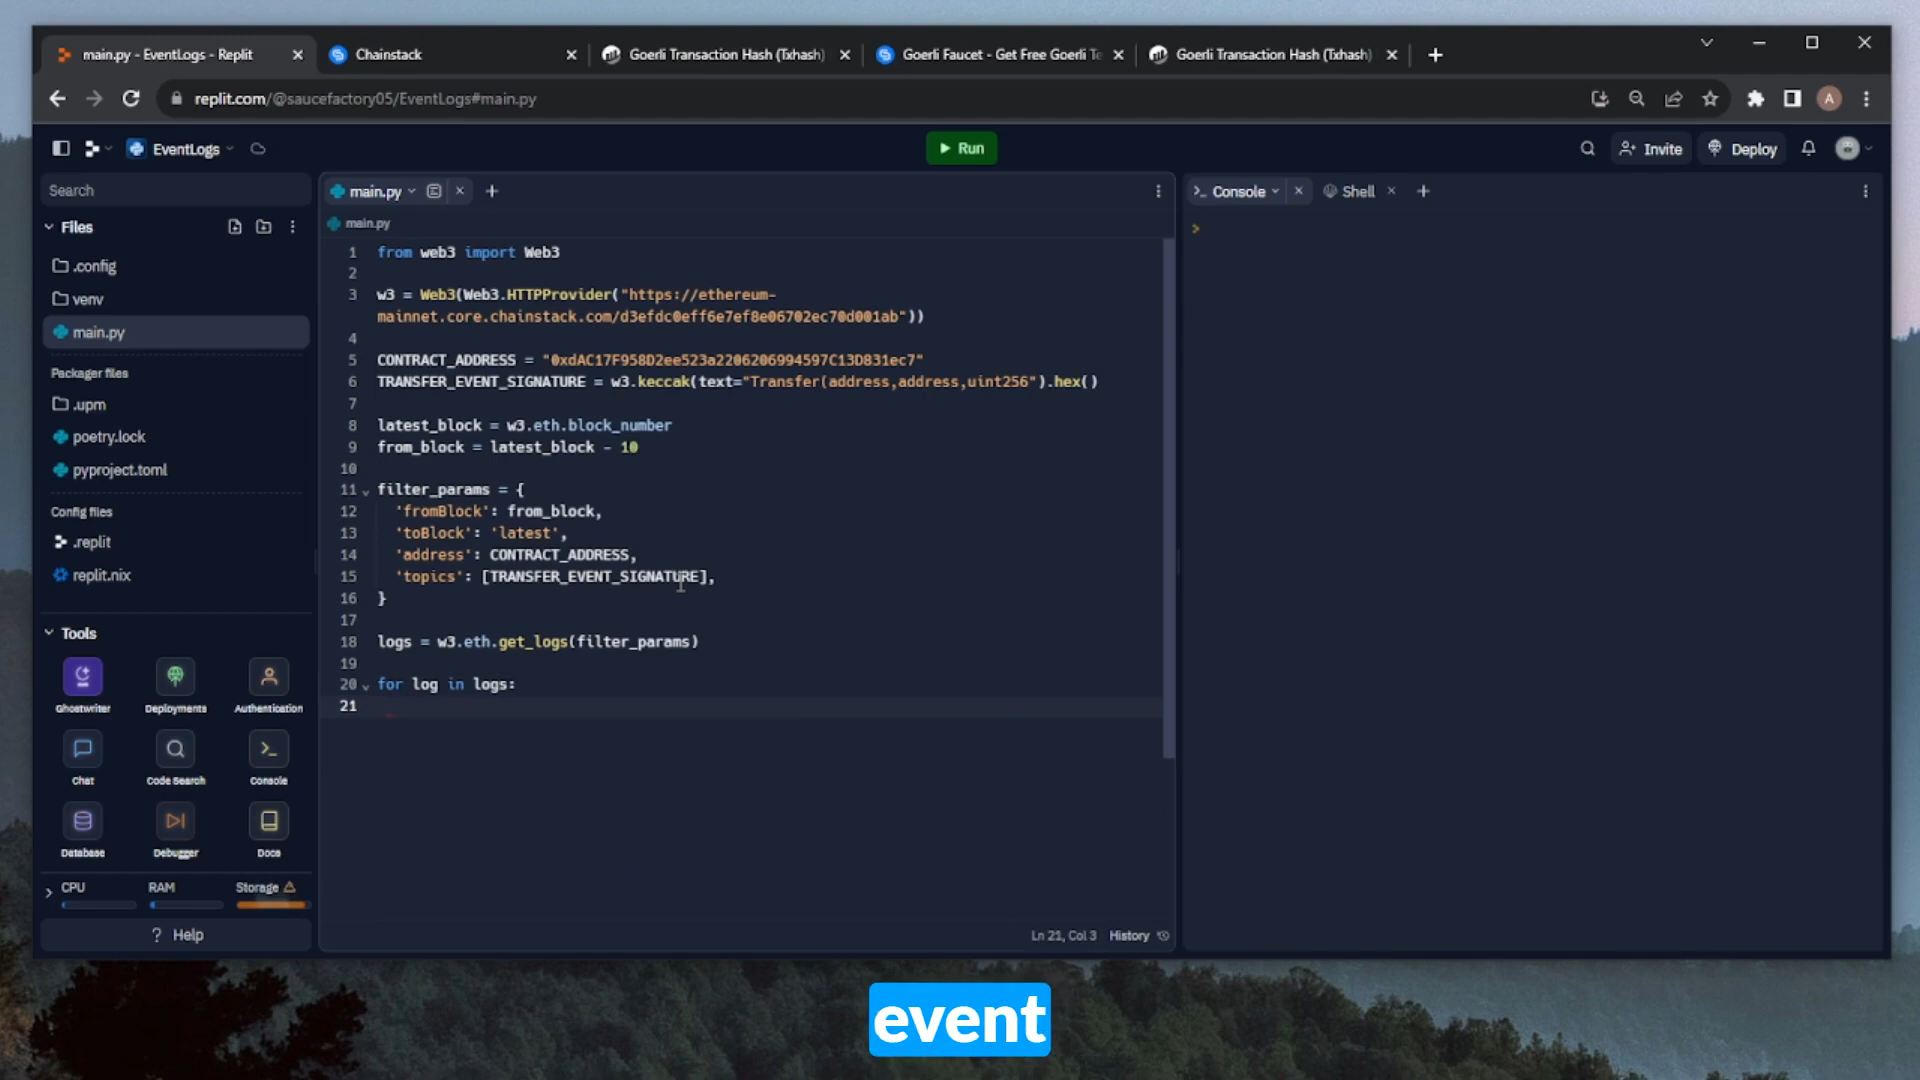 main.py - EventLogs - Replit
Chainstack
Goerli Transaction Hash (Txhash)
Goerli Faucet - Get Free Goerli Te
Goerli Transaction Hash (Txhash)
replit.com/@saucefactory05/EventLogs#main.py
A
EventLogs
Run
Invite
Deploy
Search
main.py
Console
Shell
Files
main.py
.config
venv
main.py
Packager files
.upm
poetry.lock
pyproject.toml
Config files
.replit
replit.nix
Tools
Ghostwriter
Deployments
Authentication
Chat
Code Search
Console
Database
Debugger
Docs
CPU
RAM
Storage
? Help
1 from web3 import Web3
2
3 w3 = Web3(Web3.HTTPProvider("https://ethereum-
mainnet.core.chainstack.com/d3efdc0eff6e7ef8e06702ec70d001ab"))
4
5 CONTRACT_ADDRESS = "0xdAC17F958D2ee523a2206206994597C13D831ec7"
6 TRANSFER_EVENT_SIGNATURE = w3.keccak(text="Transfer(address,address,uint256").hex()
7
8 latest_block = w3.eth.block_number
9 from_block = latest_block - 10
10
11 filter_params = {
12 'fromBlock': from_block,
13 'toBlock': 'latest',
14 'address': CONTRACT_ADDRESS,
15 'topics': [TRANSFER_EVENT_SIGNATURE],
16 }
17
18 logs = w3.eth.get_logs(filter_params)
19
20 for log in logs:
21
>
Ln 21, Col 3 History
event